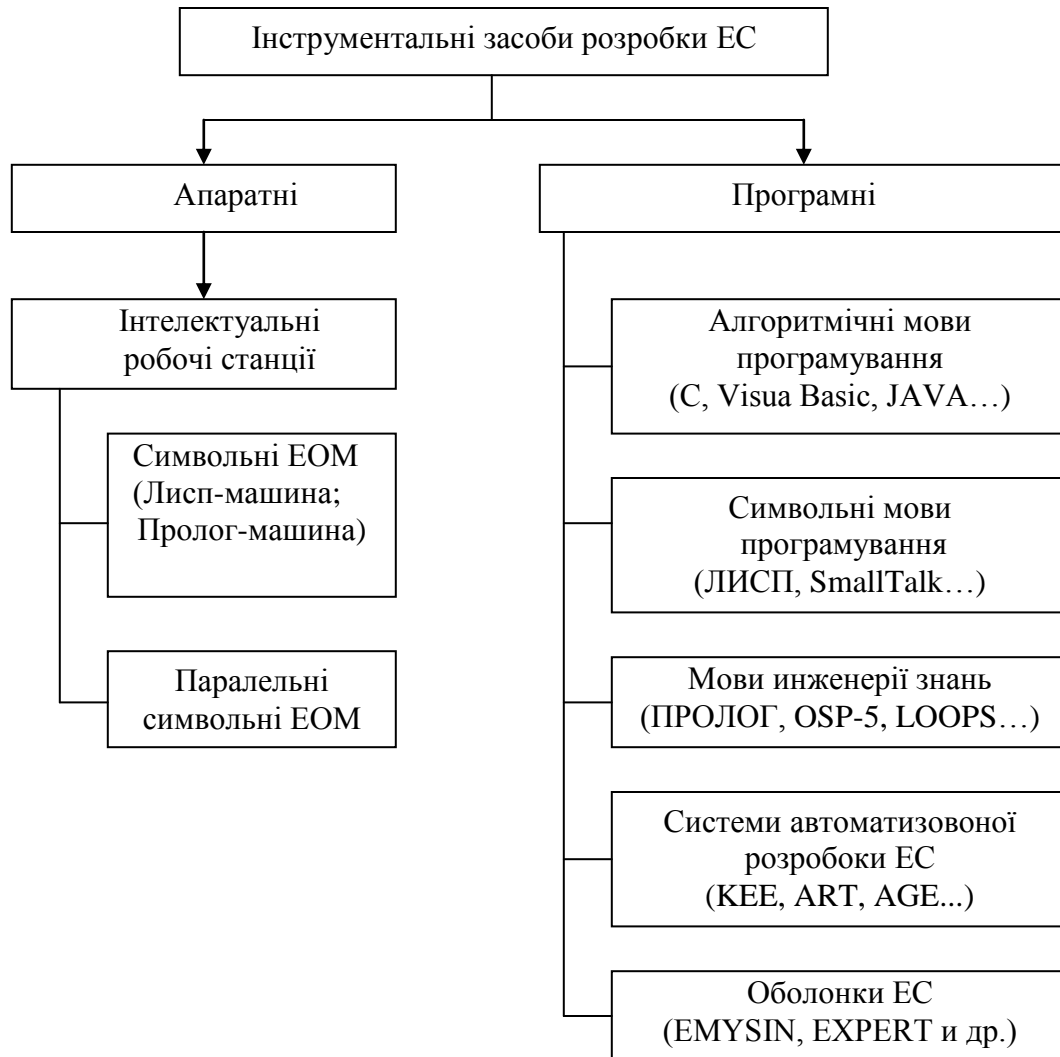 Інструментальні засоби розробки ЕС
Апаратні
Програмні
Інтелектуальні
робочі станції
Символьні ЕОМ
(Лисп-машина;
Пролог-машина)
Паралельні
символьні ЕОМ
Алгоритмічні мови
програмування
(С, Visua Basic, JAVA…)
Символьні мови
програмування
(ЛИСП, SmallTalk…)
Мови инженерії знань
(ПРОЛОГ, OSP-5, LOOPS…)
Системи автоматизовоної
розробоки ЕС
(KEE, ART, AGE...)
Оболонки ЕС
(EMYSIN, EXPERT и др.)